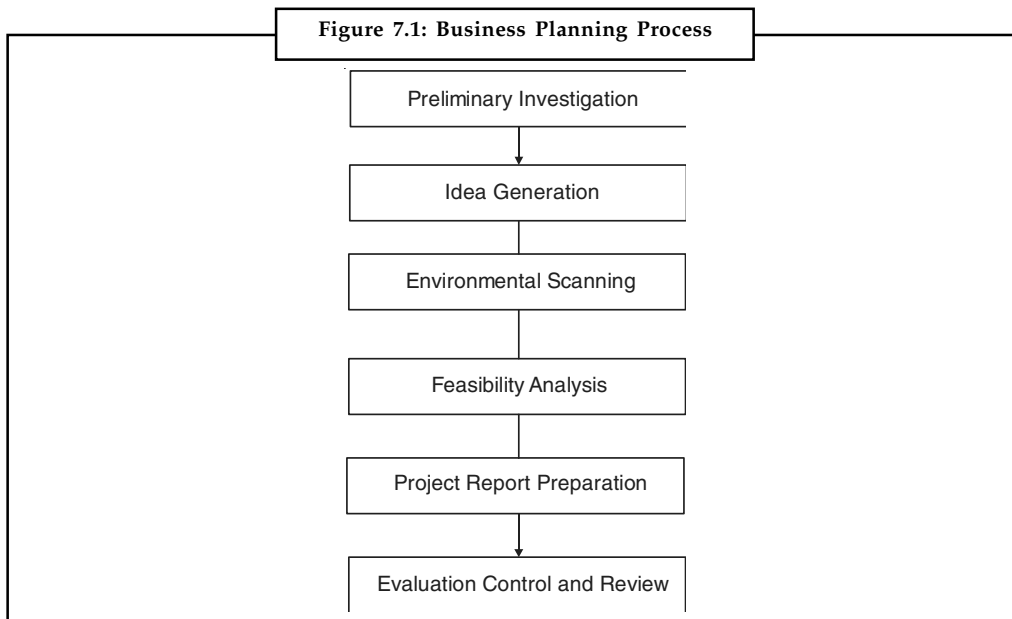 Figure 7.1: Business Planning Process
Preliminary Investigation
Idea Generation
Environmental Scanning
Feasibility Analysis
Project Report Preparation
Evaluation Control and Review